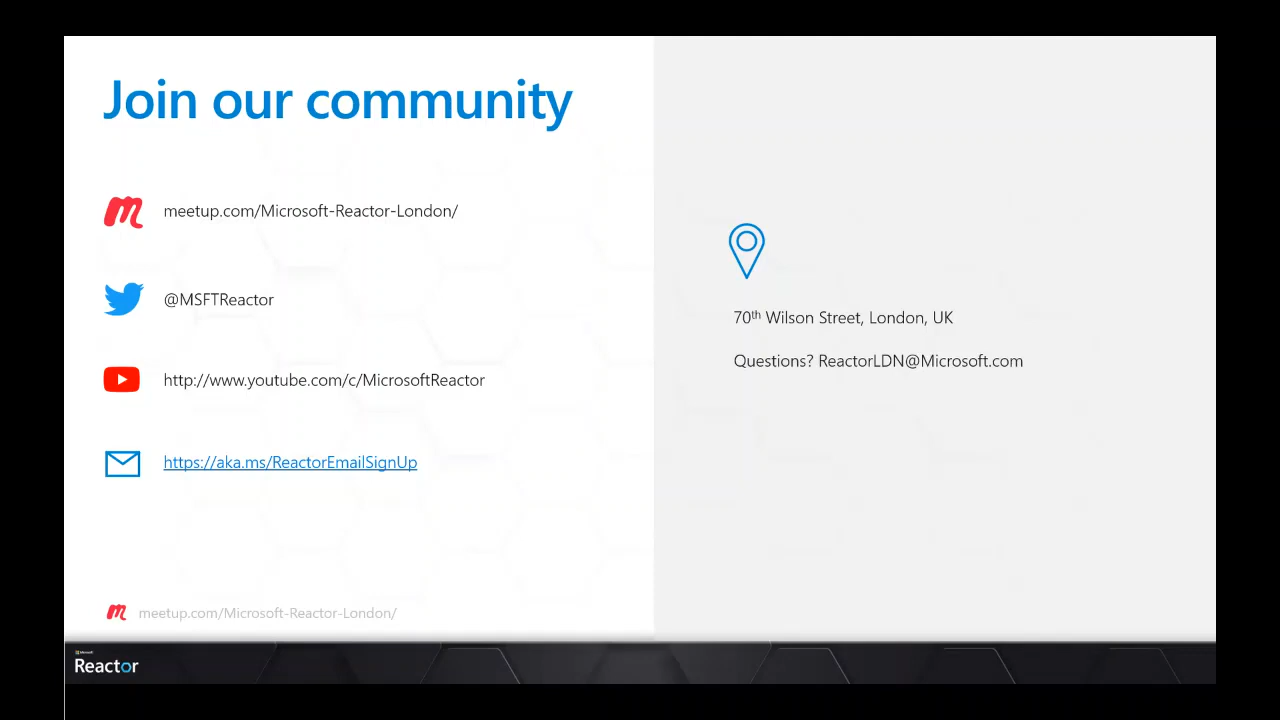 Join our community
meetup.com/Microsoft-Reactor-London/
@MSFTReactor
http://www.youtube.com/c/MicrosoftReactor
https://aka.ms/ReactorEmailSignUp
70th Wilson Street, London, UK
Questions? ReactorLDN@Microsoft.com
meetup.com/Microsoft-Reactor-London/
Microsoft
Reactor